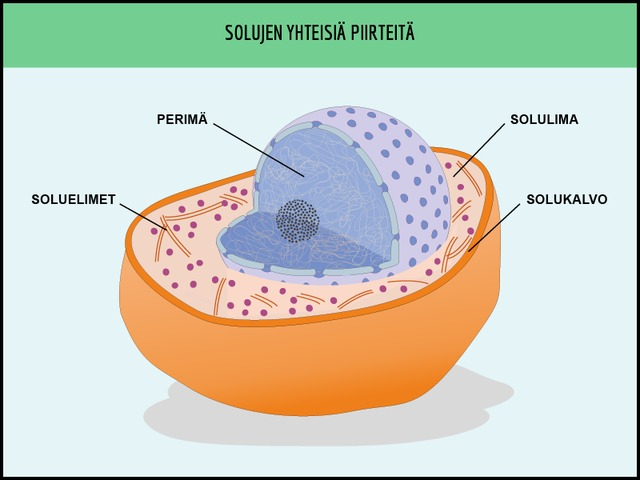 SOLUJEN YHTEISIÄ PIIRTEITÄ
PERIMÄ
SOLULIMA
SOLUELIMET
SOLUKALVO